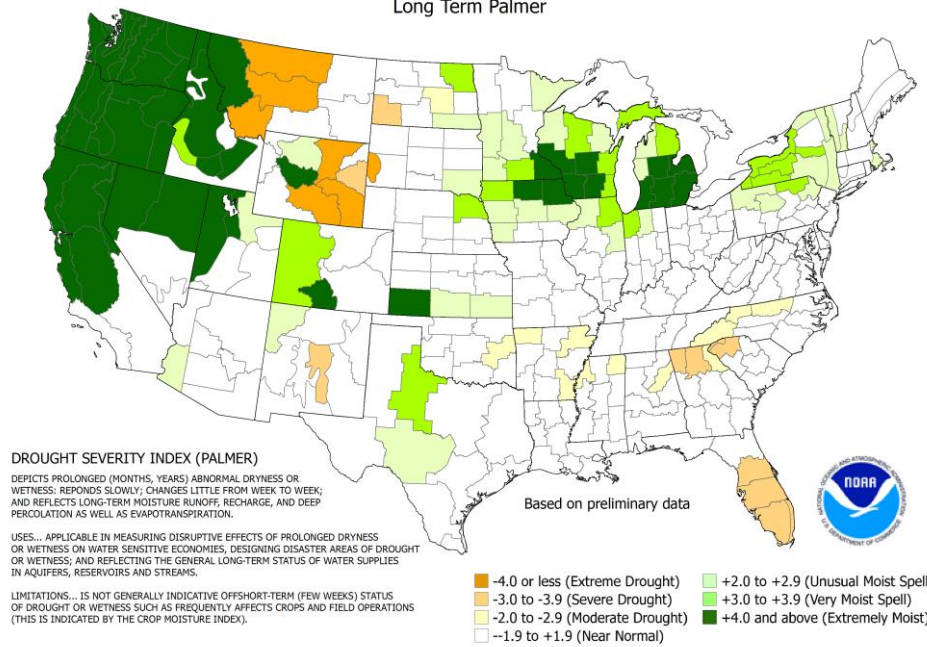 Long Term Palmer
DROUGHT SEVERITY INDEX (PALMER)
DEPICTS PROLONGED (MONTHS, YEARS) ABNORMAL DRYNESS OR
WETNESS: REPONDS SLOWLY; CHANGES LITTLE FROM WEEK TO WEEK;
AND REFLECTS LONG-TERM MOISTURE RUNOFF, RECHARGE, AND DEEP
PERCOLATION AS WELL AS EVAPOTRANSPIRATION.
USES... APPLICABLE IN MEASURING DISRUPTIVE EFFECTS OF PROLONGED DRYNESS
OR WETNESS ON WATER SENSITIVE ECONOMIES, DESIGNING DISASTER AREAS OF DROUGHT
OR WETNESS; AND REFLECTING THE GENERAL LONG-TERM STATUS OF WATER SUPPLIES
IN AQUIFERS, RESERVOIRS AND STREAMS.
LIMITATIONS... IS NOT GENERALLY INDICATIVE OFFSHORT-TERM (FEW WEEKS) STATUS
OF DROUGHT OR WETNESS SUCH AS FREQUENTLY AFFECTS CROPS AND FIELD OPERATIONS
(THIS IS INDICATED BY THE CROP MOISTURE INDEX).
Based on preliminary data
NATIONAL OCEANIC AND ATMOSPHERIC ADMINISTRATION
NOAA
U.S. DEPARTMENT OF COMMERCE
-4.0 or less (Extreme Drought)
-3.0 to -3.9 (Severe Drought)
-2.0 to -2.9 (Moderate Drought)
--1.9 to +1.9 (Near Normal)
+2.0 to +2.9 (Unusual Moist Spell)
+3.0 to +3.9 (Very Moist Spell)
+4.0 and above (Extremely Moist)